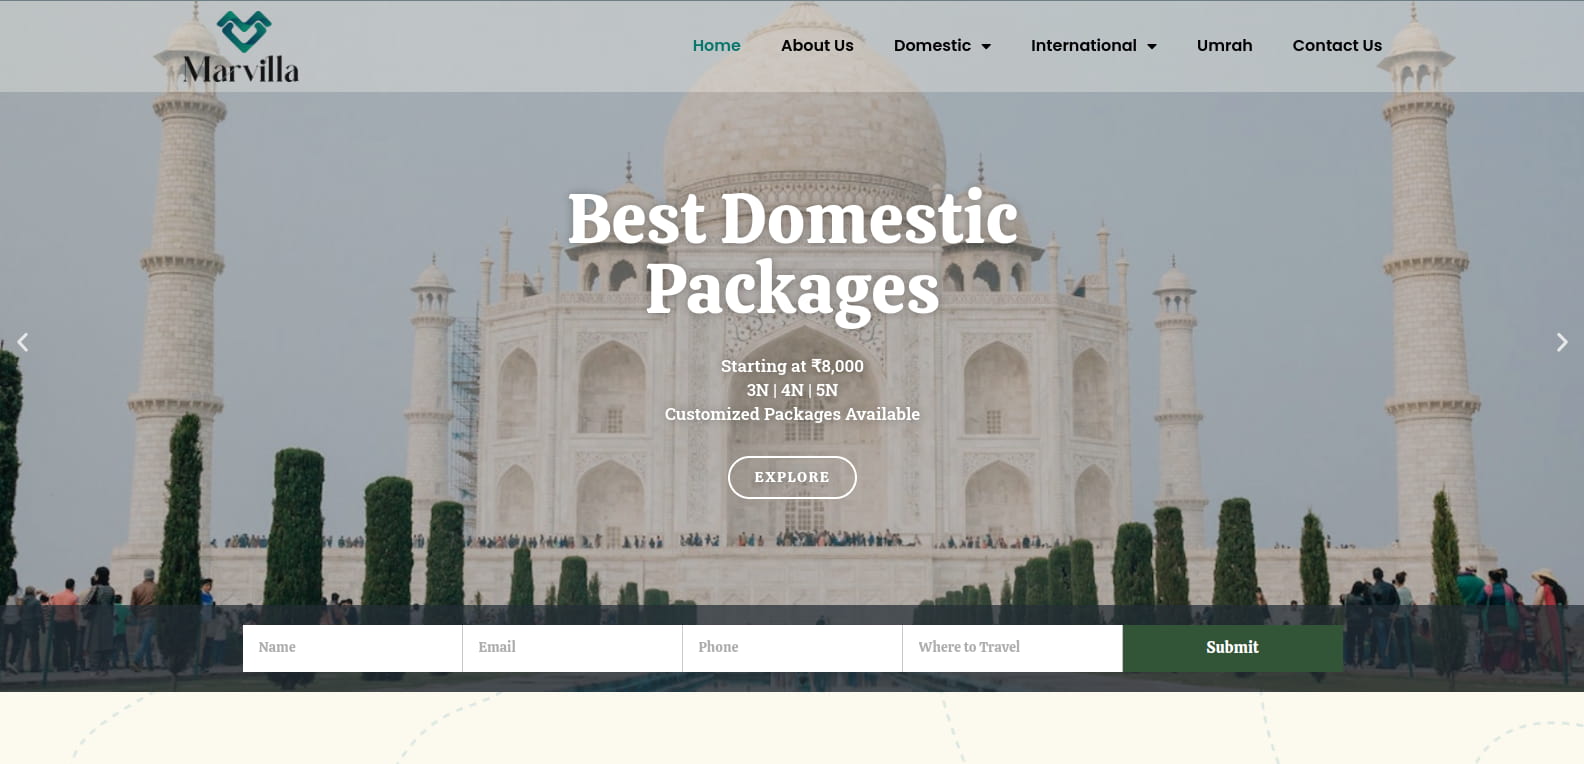 Marvilla
Home About Us Domestic International Umrah Contact Us
Best Domestic
Packages
Starting at ₹8,000
3N | 4N | 5N
Customized Packages Available
EXPLORE
Name Email Phone Where to Travel Submit